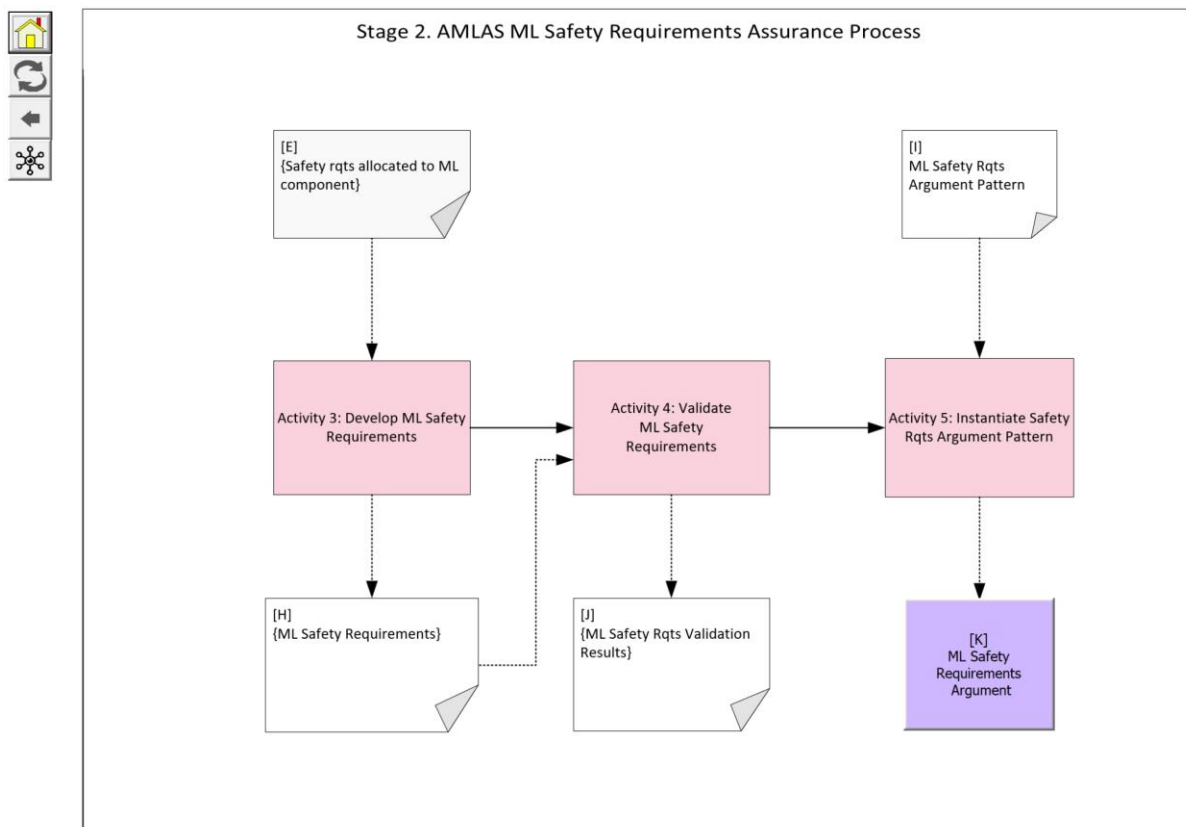 Stage 2. AMLAS ML Safety Requirements Assurance Process
[E]
{Safety rqts allocated to ML
component}
[I]
ML Safety Rqts
Argument Pattern
Activity 3: Develop ML Safety
Requirements
Activity 4: Validate
ML Safety
Requirements
Activity 5: Instantiate Safety
Rqts Argument Pattern
[H]
{ML Safety Requirements}
[J]
{ML Safety Rqts Validation
Results}
[K]
ML Safety
Requirements
Argument